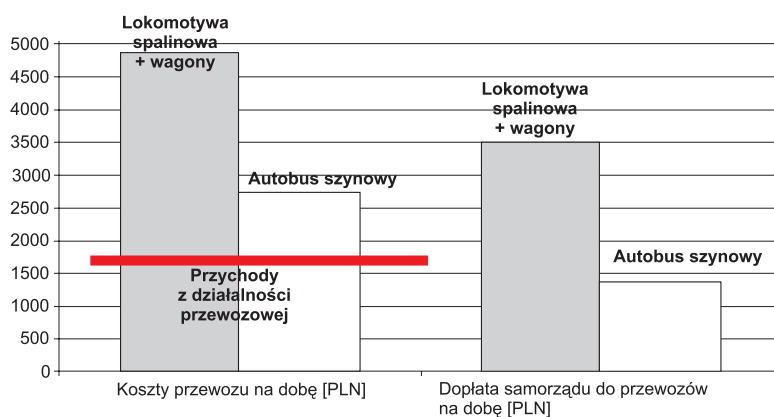 Lokomotywa
spalinowa
+ wagony
5000
4500
4000
3500
3000
2500
2000
1500
1000
500
0
Autobus szynowy
Przychody
z działalności
przewozowej
Lokomotywa
spalinowa
+ wagony
Autobus szynowy
Koszty przewozu na dobę [PLN]
Dopłata samorządu do przewozów
na dobę [PLN]